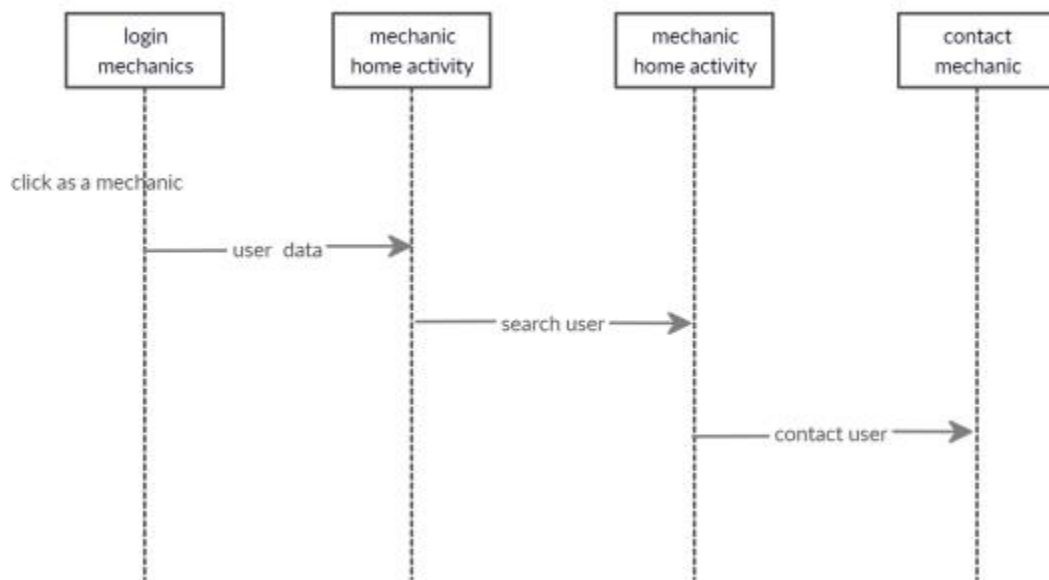 login
mechanics
mechanic
home activity
mechanic
home activity
contact
mechanic
click as a mechanic
user data
search user
contact user